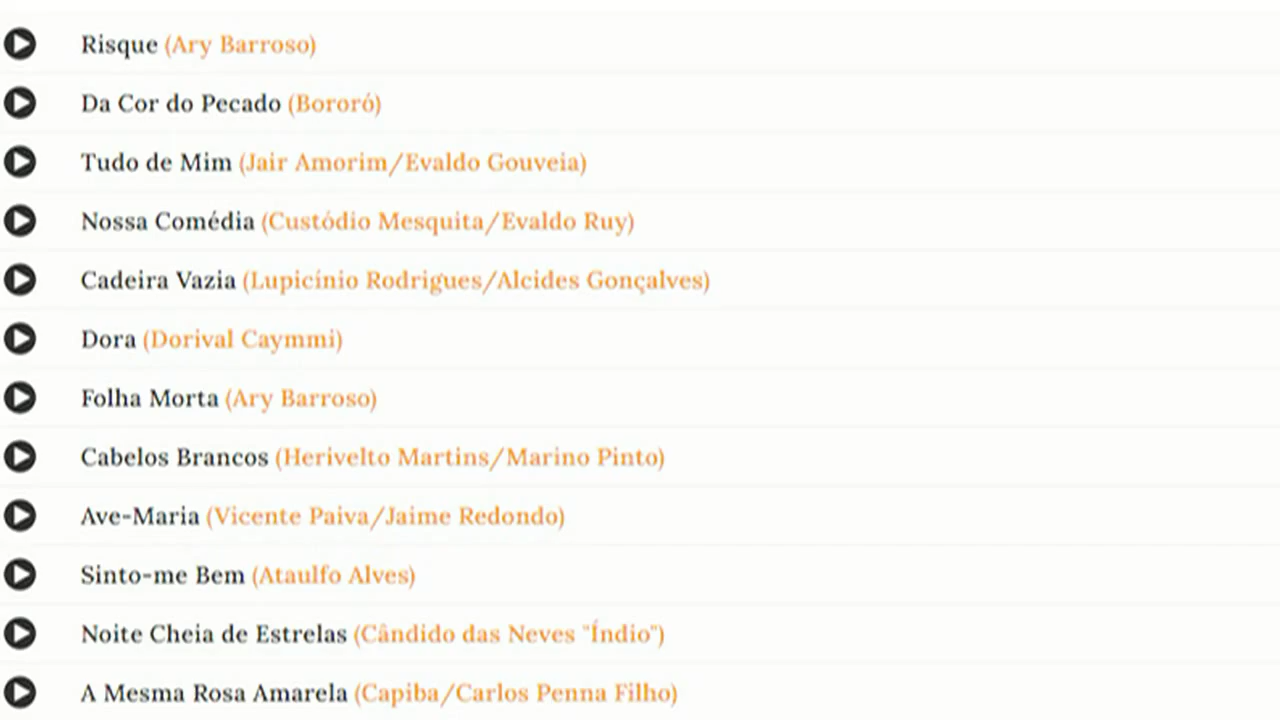 Risque (Ary Barroso)
Da Cor do Pecado (Bororó)
Tudo de Mim (Jair Amorim/Evaldo Gouveia)
Nossa Comédia (Custódio Mesquita/Evaldo Ruy)
Cadeira Vazia (Lupicínio Rodrigues/Alcides Gonçalves)
Dora (Dorival Caymmi)
Folha Morta (Ary Barroso)
Cabelos Brancos (Herivelto Martins/Marino Pinto)
Ave-Maria (Vicente Paiva/Jaime Redondo)
Sinto-me Bem (Ataulfo Alves)
Noite Cheia de Estrelas (Cândido das Neves "Índio")
A Mesma Rosa Amarela (Capiba/Carlos Penna Filho)